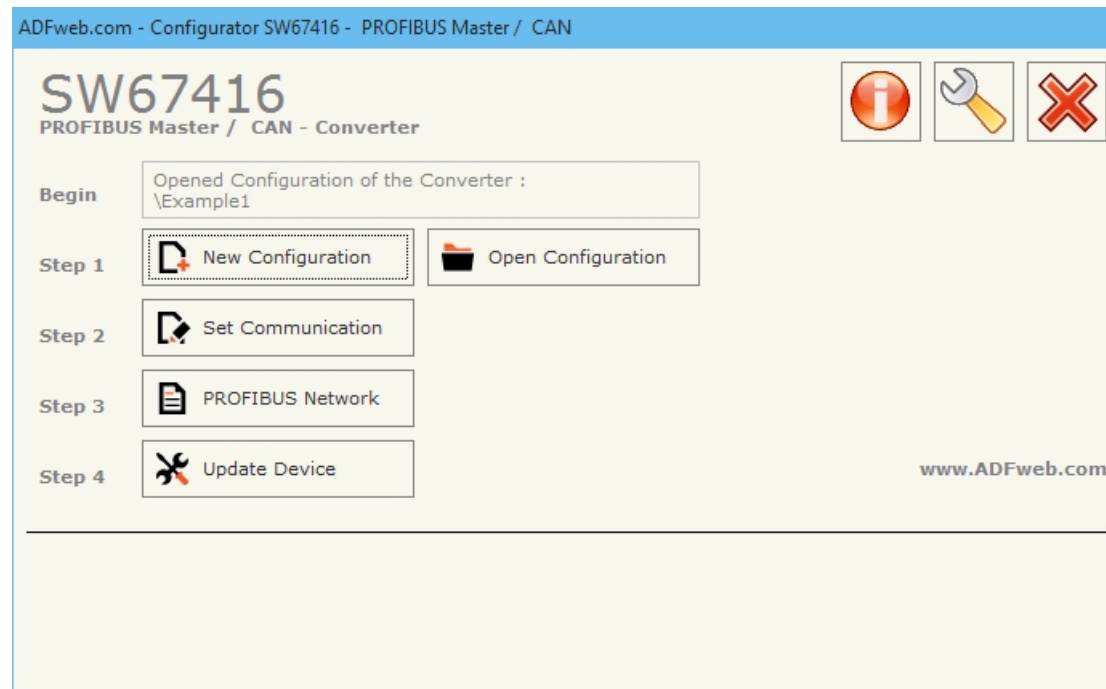 ADFweb.com - Configurator SW67416 - PROFIBUS Master / CAN
SW67416
PROFIBUS Master / CAN - Converter
Begin
Opened Configuration of the Converter :
\Example1
Step 1
New Configuration
Open Configuration
Step 2
Set Communication
Step 3
PROFIBUS Network
Step 4
Update Device
www.ADFweb.com